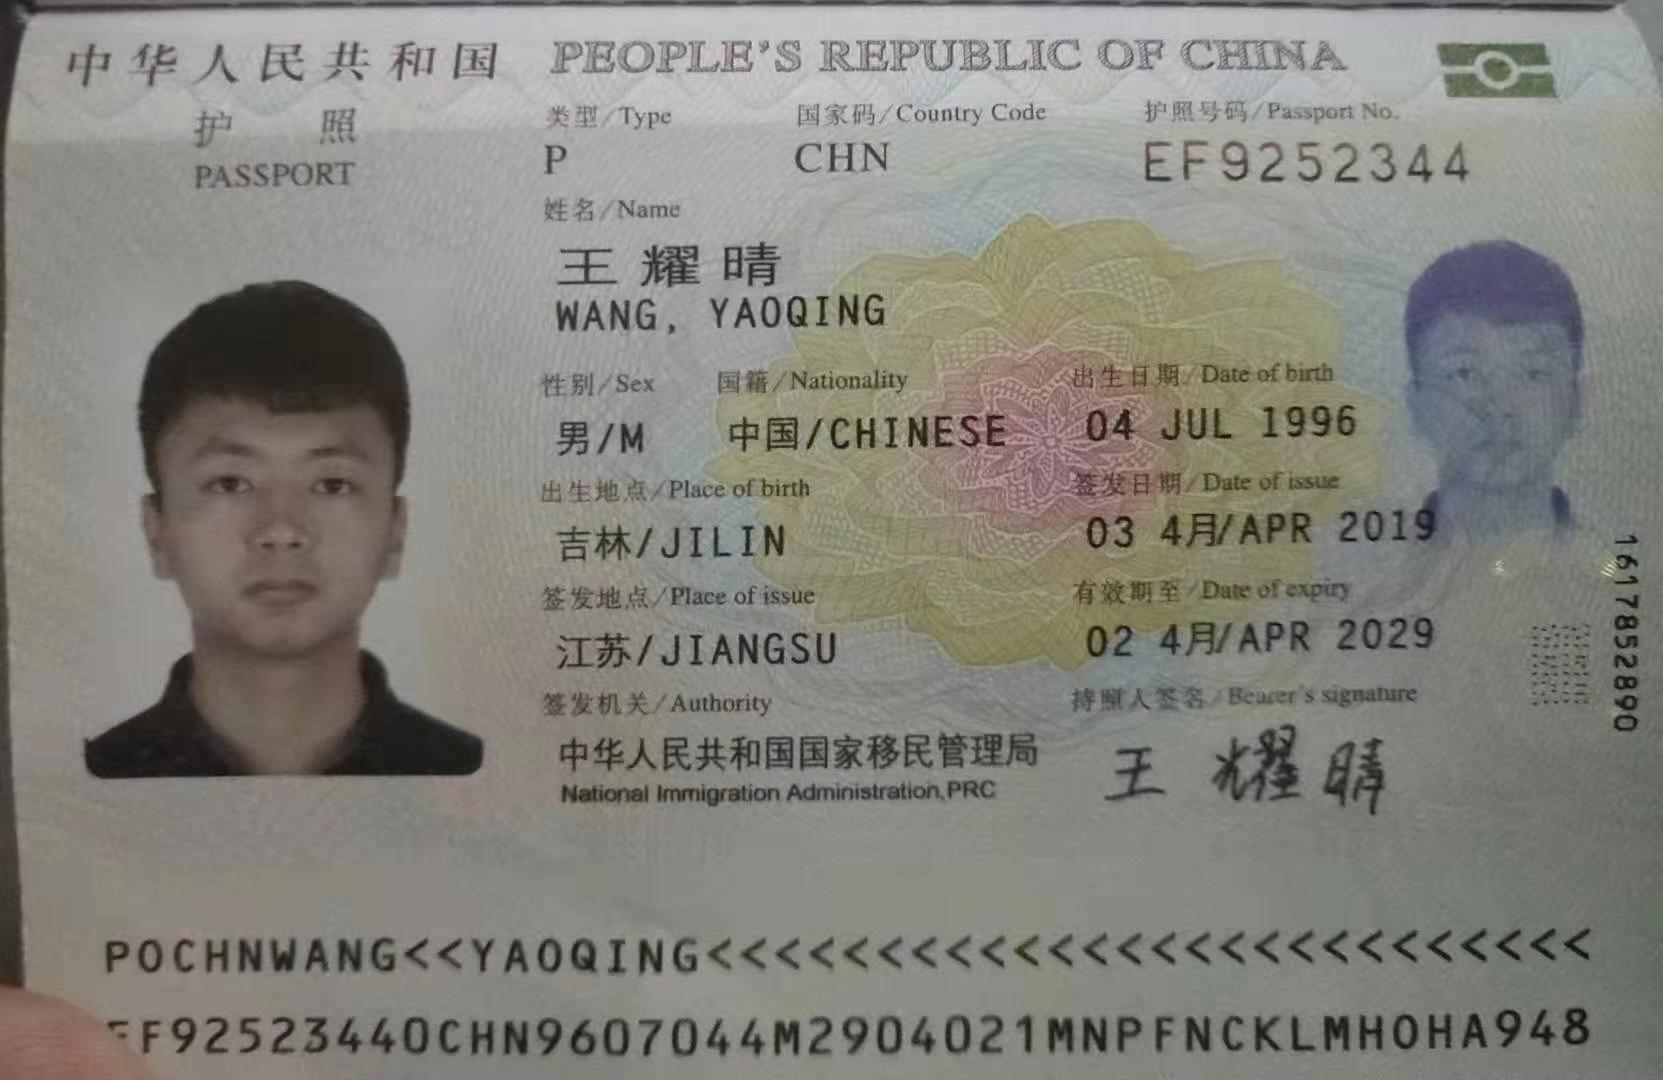 中华人民共和国 PEOPLE'S REPUBLIC OF CHINA
护 照
PASSPORT
类型/Type 国家码/Country Code 护照号码/Passport No.
P CHN EF9252344
姓名/Name
王耀晴
WANG, YAOQING
性别/Sex 国籍/Nationality 出生日期/Date of birth
男/M 中国/CHINESE 04 JUL 1996
出生地点/Place of birth 签发日期/Date of issue
吉林/JILIN 03 4月/APR 2019
签发地点/Place of issue 有效期至/Date of expiry
江苏/JIANGSU 02 4月/APR 2029
签发机关/Authority 持照人签名/Bearer's signature
中华人民共和国国家移民管理局 王耀晴
National Immigration Administration,PRC
1617852890
POCHNWANG<<YAOQING<<<<<<<<<<<<<<<<<<<<<<<<<<
EF92523440CHN9607044M2904021MNPFNCKLMHOHA948